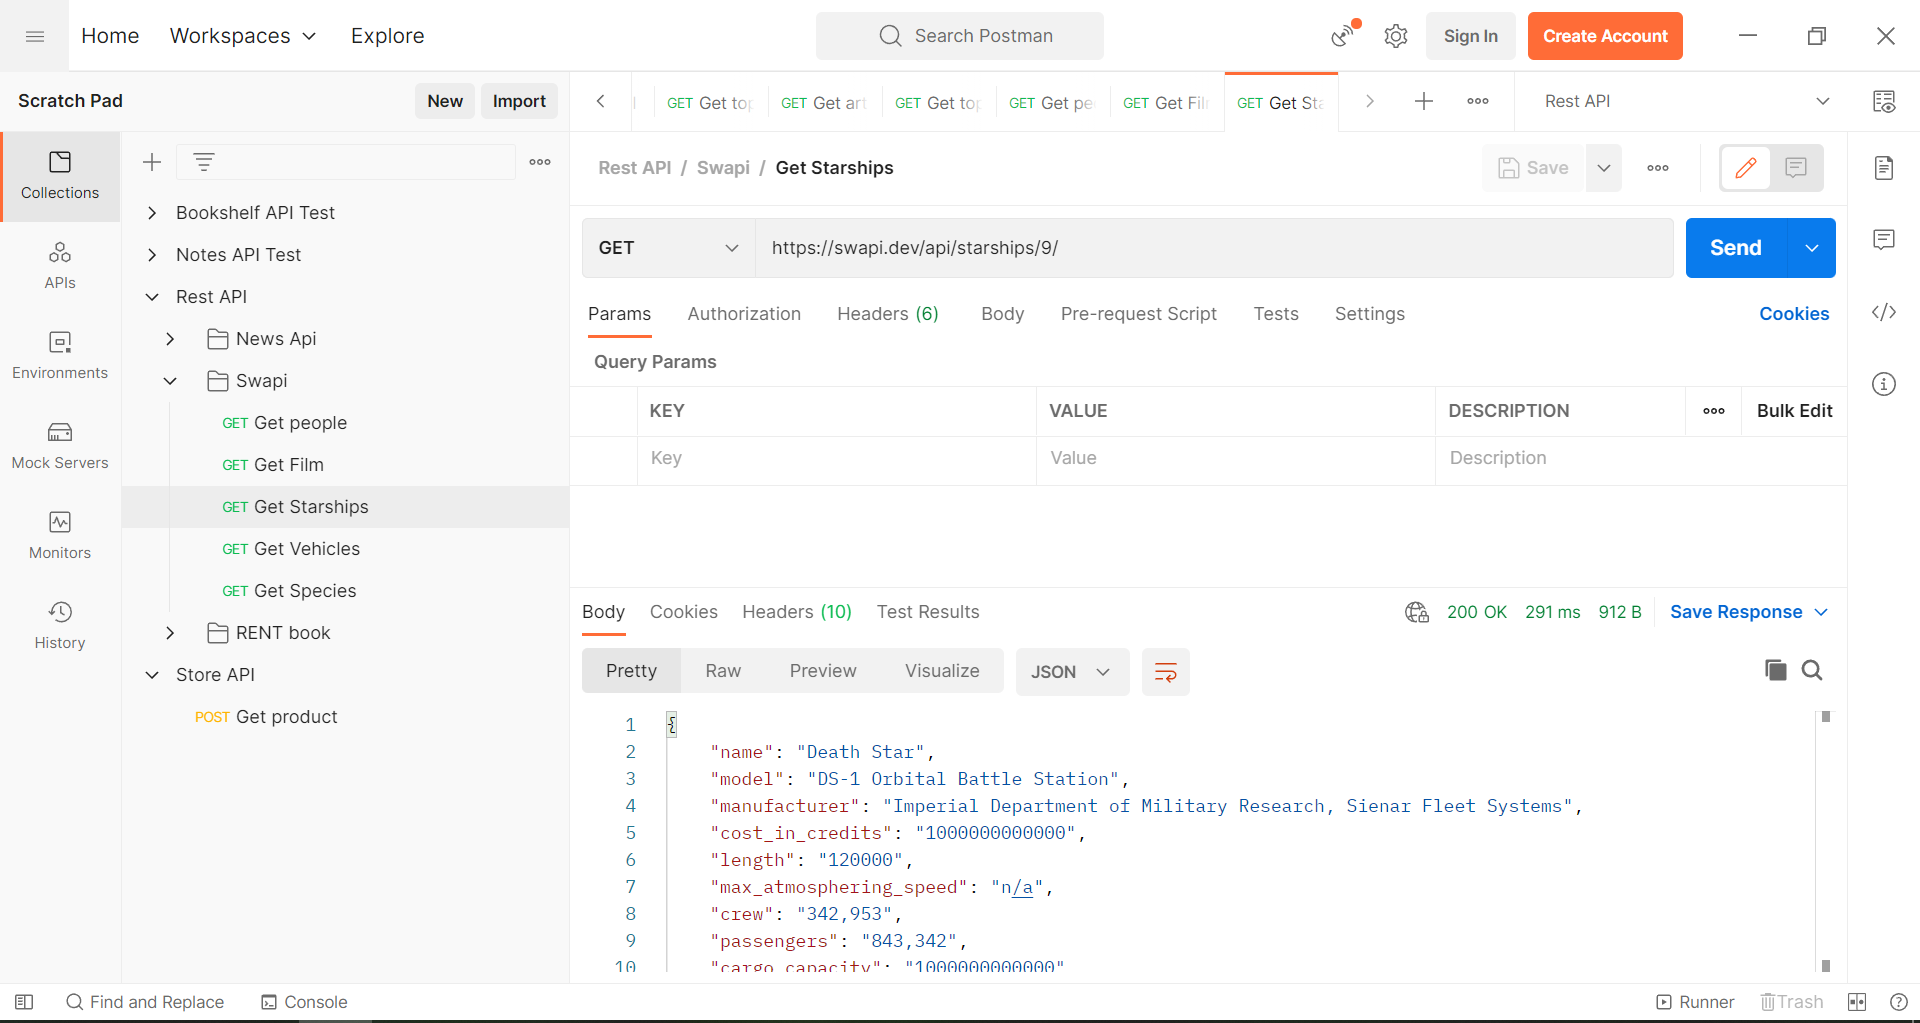 Home Workspaces Explore Search Postman Sign In Create Account
Scratch Pad New Import
GET Get to GET Get ar GET Get to GET Get pe GET Get Fil GET Get St Rest API
Collections
APIs
Environments
Mock Servers
Monitors
History
Bookshelf API Test
Notes API Test
Rest API
News Api
Swapi
GET Get people
GET Get Film
GET Get Starships
GET Get Vehicles
GET Get Species
RENT book
Store API
POST Get product
Rest API / Swapi / Get Starships Save
GET https://swapi.dev/api/starships/9/ Send
Params Authorization Headers (6) Body Pre-request Script Tests Settings Cookies
Query Params
KEY VALUE DESCRIPTION Bulk Edit
Key Value Description
Body Cookies Headers (10) Test Results 200 OK 291 ms 912 B Save Response
Pretty Raw Preview Visualize JSON
1 {
2 "name": "Death Star",
3 "model": "DS-1 Orbital Battle Station",
4 "manufacturer": "Imperial Department of Military Research, Sienar Fleet Systems",
5 "cost_in_credits": "1000000000000",
6 "length": "120000",
7 "max_atmosphering_speed": "n/a",
8 "crew": "342,953",
9 "passengers": "843,342",
10 "cargo_capacity": "1000000000000"
Find and Replace Console Runner Trash